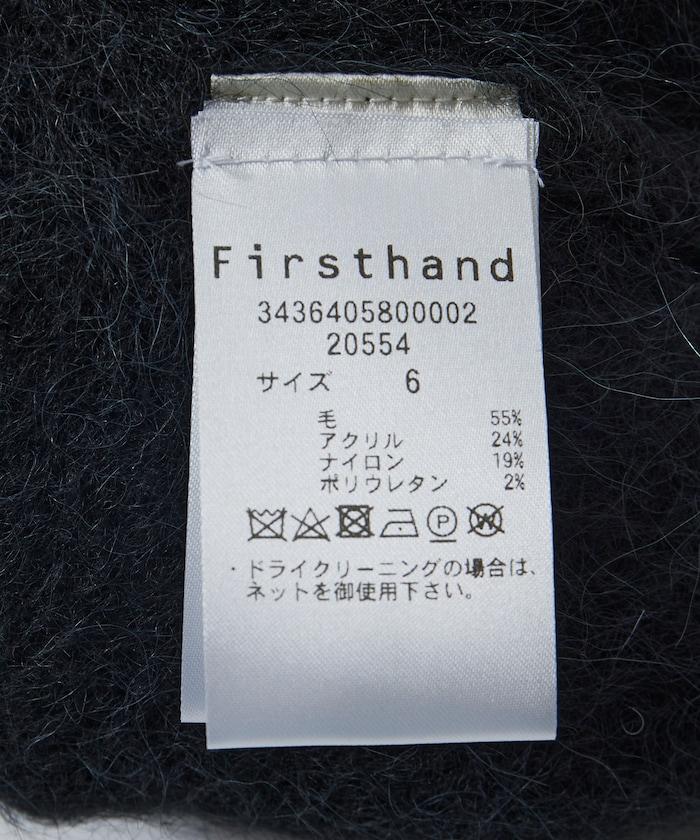 Firsthand
3436405800002
20554
サイズ 6
毛 55%
アクリル 24%
ナイロン 19%
ポリウレタン 2%
P W
・ドライクリーニングの場合は、
ネットを御使用下さい。